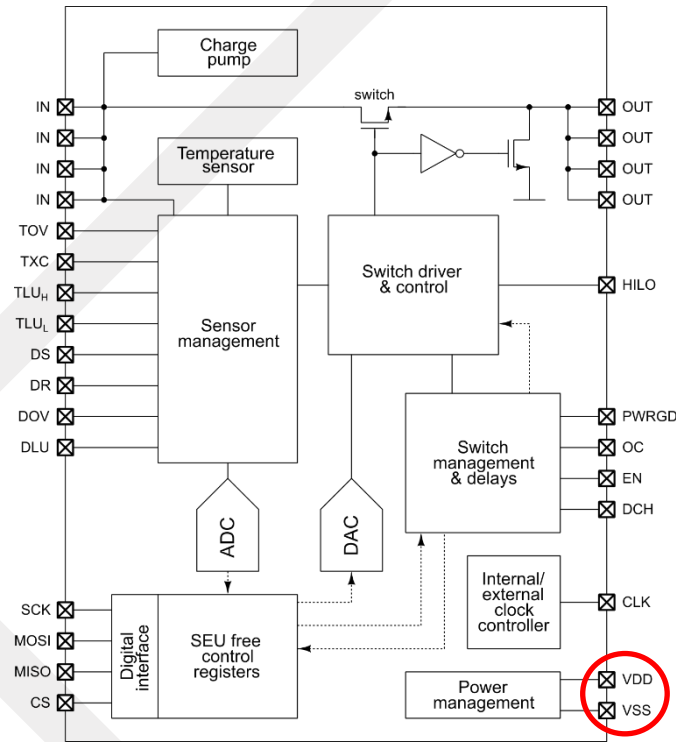 Charge
pump
switch
IN
OUT
IN
OUT
IN
OUT
IN
OUT
Temperature
sensor
TOV
TXC
TLUH
TLUL
DS
DR
DOV
DLU
Sensor
management
Switch driver
& control
HILO
Switch
management
& delays
PWRGD
OC
EN
DCH
ADC
DAC
SCK
MOSI
MISO
CS
Digital
interface
SEU free
control
registers
Internal/
external
clock
controller
CLK
Power
management
VDD
VSS